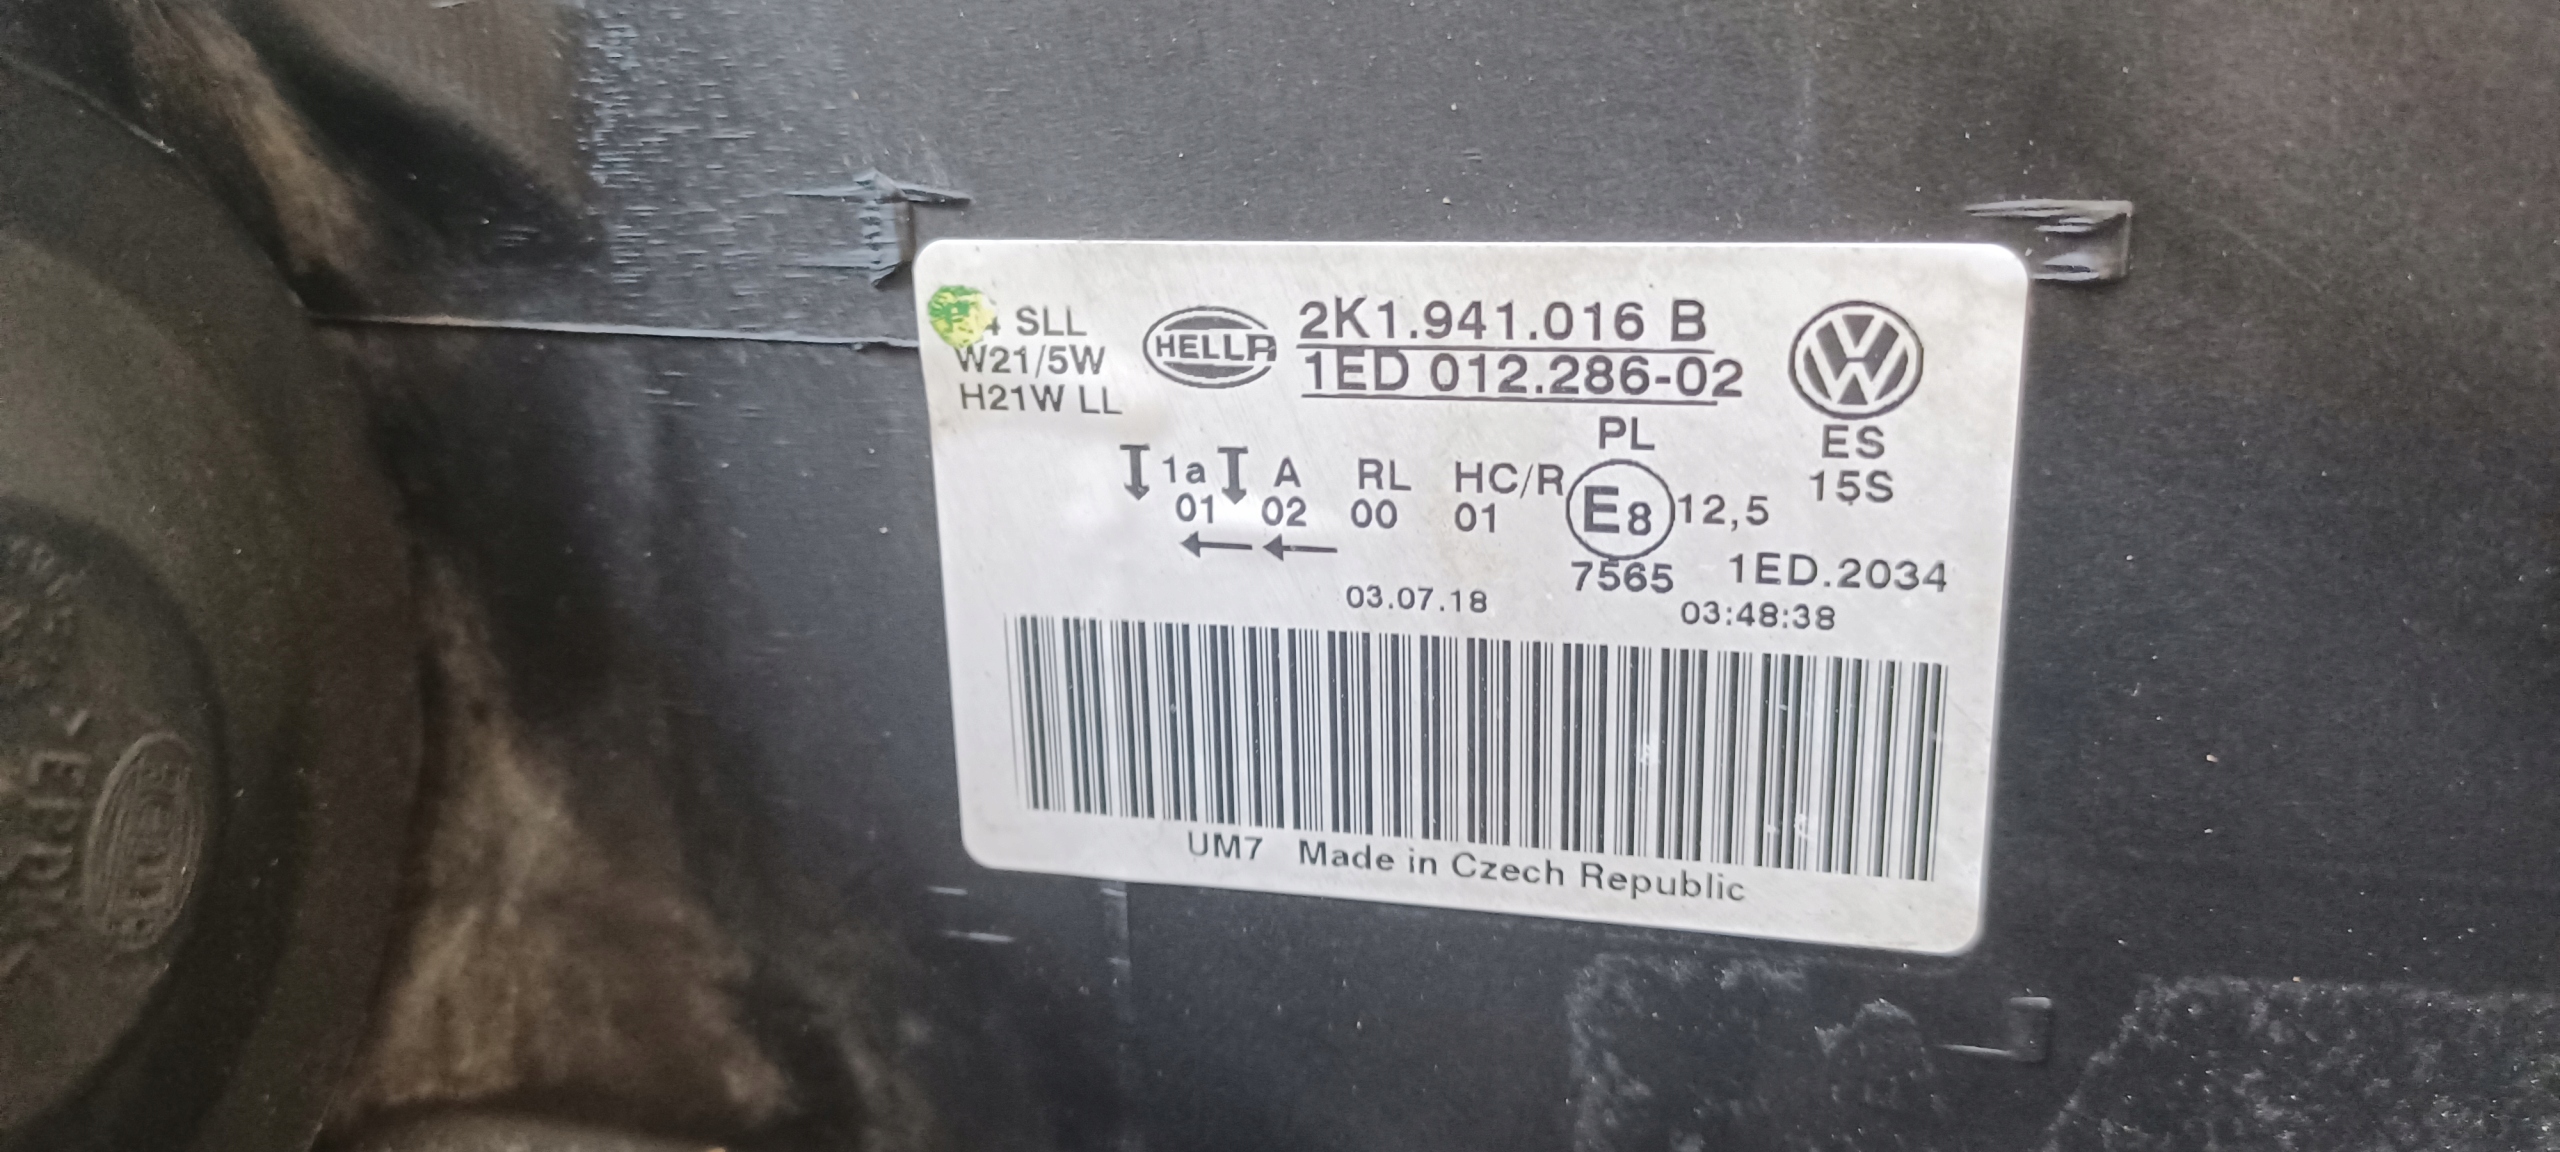 SLL
W21/5W
H21W LL
HELLA
2K1.941.016 B
1ED 012.286-02
PL
ES
15S
1a A RL HC/R
01 02 00 01
E8 12,5
7565 1ED.2034
03.07.18 03:48:38
UM7 Made in Czech Republic
HELLA